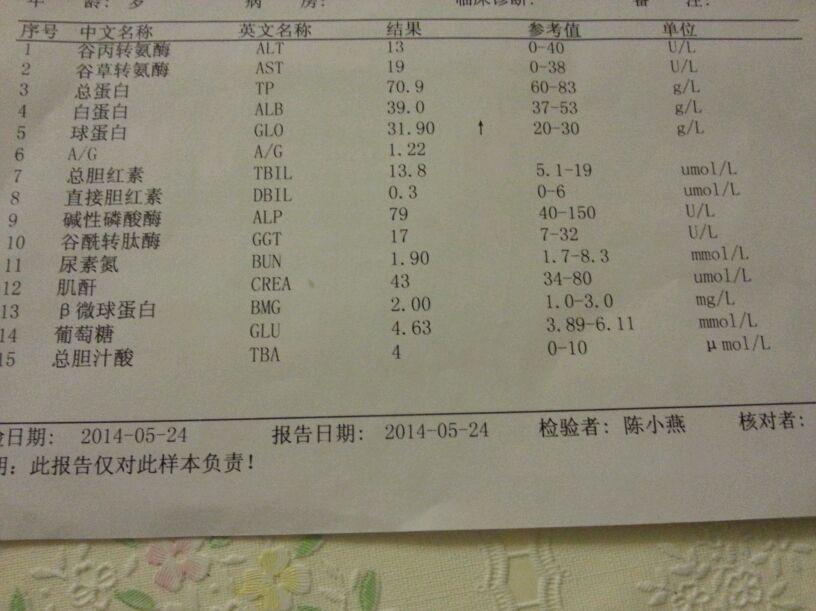 年 龄: 岁 病 房: 临床诊断: 备 注:
序号 中文名称 英文名称 结果 参考值 单位
1 谷丙转氨酶 ALT 13 0-40 U/L
2 谷草转氨酶 AST 19 0-38 U/L
3 总蛋白 TP 70.9 60-83 g/L
4 白蛋白 ALB 39.0 37-53 g/L
5 球蛋白 GLO 31.90 ↑ 20-30 g/L
6 A/G A/G 1.22
7 总胆红素 TBIL 13.8 5.1-19 umol/L
8 直接胆红素 DBIL 0.3 0-6 umol/L
9 碱性磷酸酶 ALP 79 40-150 U/L
10 谷酰转肽酶 GGT 17 7-32 U/L
11 尿素氮 BUN 1.90 1.7-8.3 mmol/L
12 肌酐 CREA 43 34-80 umol/L
13 β微球蛋白 BMG 2.00 1.0-3.0 mg/L
14 葡萄糖 GLU 4.63 3.89-6.11 mmol/L
15 总胆汁酸 TBA 4 0-10 μmol/L
检日期: 2014-05-24 报告日期: 2014-05-24 检验者: 陈小燕 核对者:
明: 此报告仅对此样本负责!